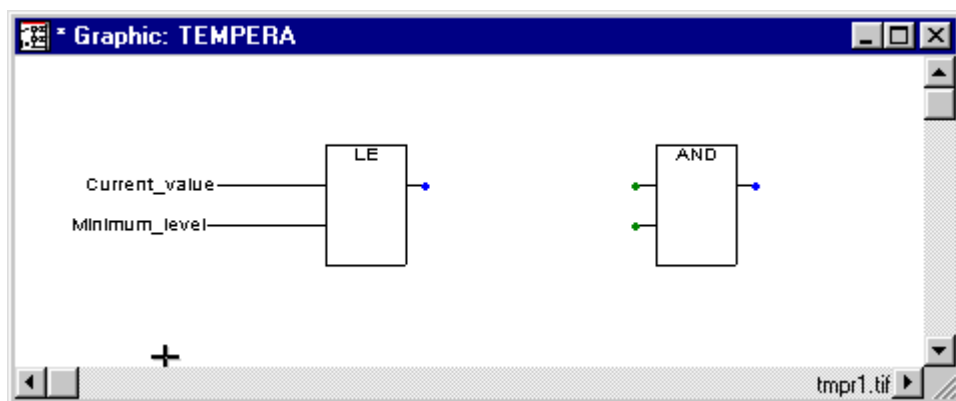 * Graphic: TEMPERA
LE
AND
Current_value
Minimum_level
tmpr1.tif